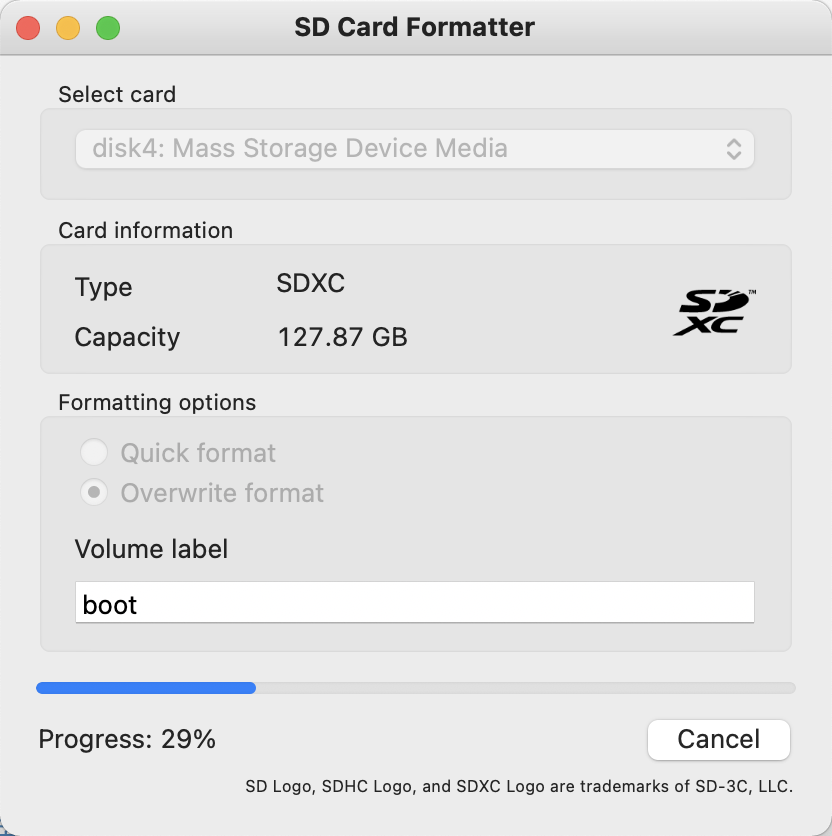 SD Card Formatter
Select card
disk4: Mass Storage Device Media
Card information
Type SDXC
SD XC ™
Capacity 127.87 GB
Formatting options
Quick format
Overwrite format
Volume label
boot
Progress: 29%
Cancel
SD Logo, SDHC Logo, and SDXC Logo are trademarks of SD-3C, LLC.